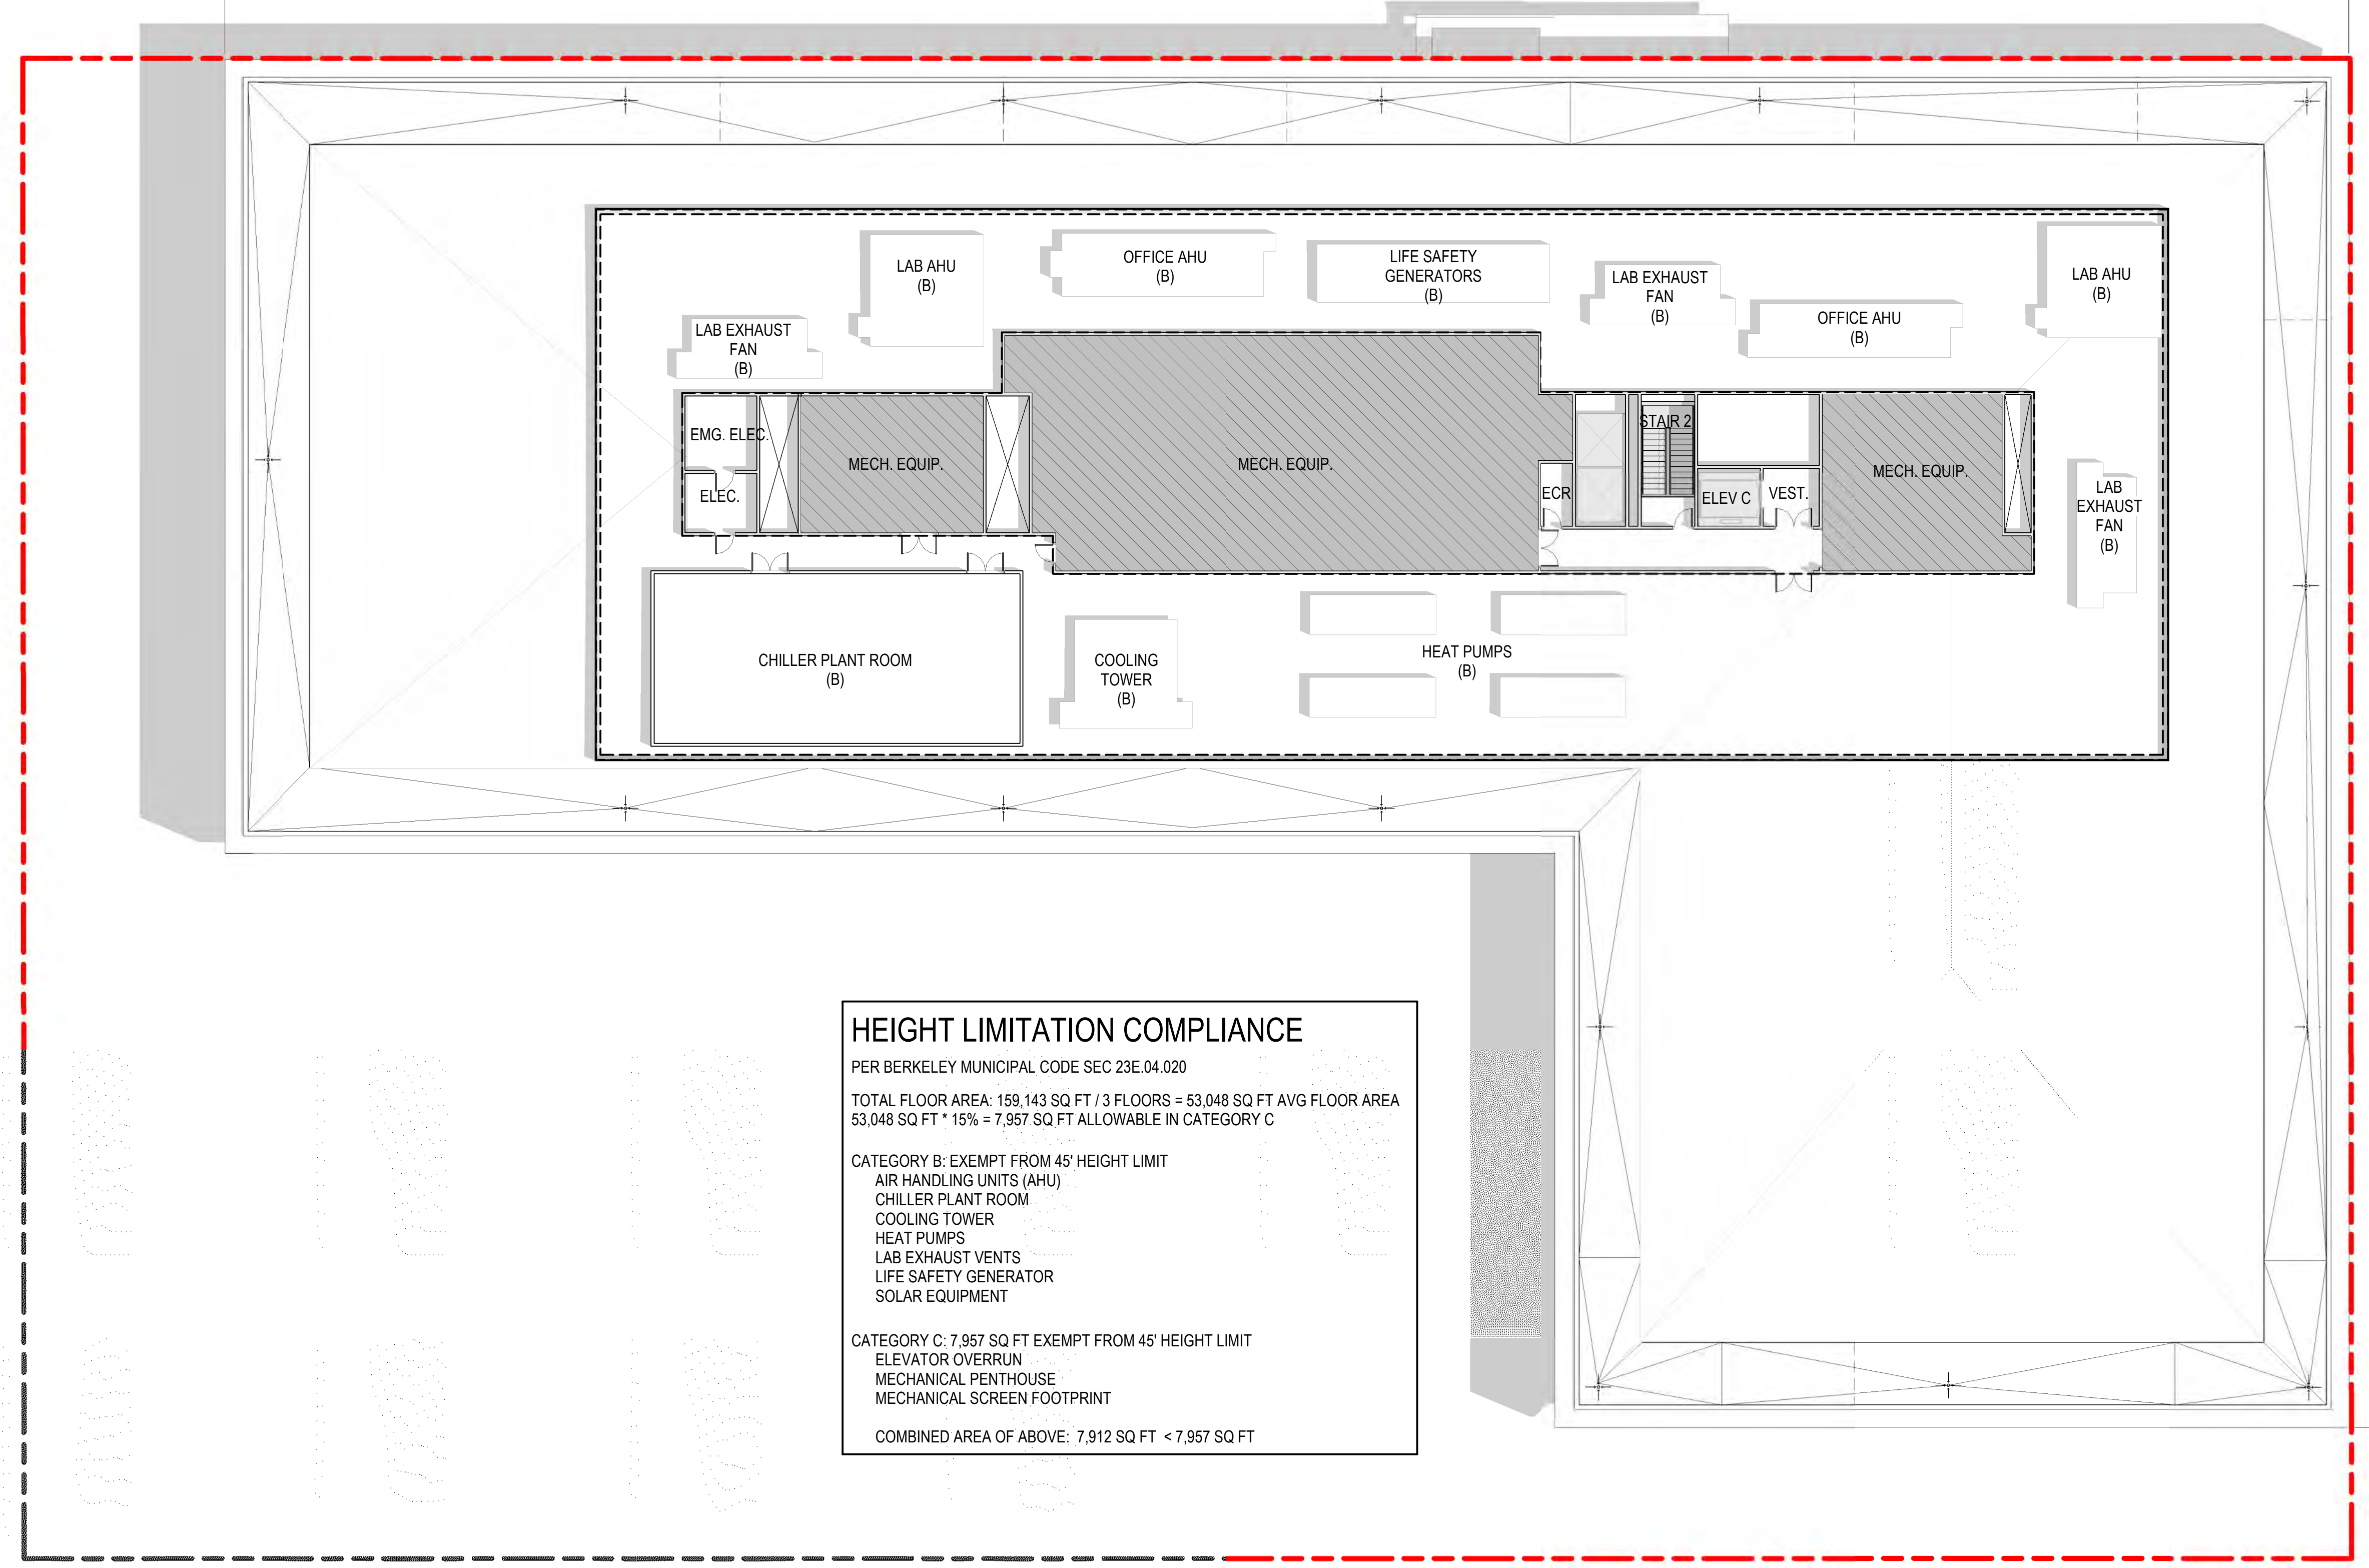 LAB AHU
(B)
OFFICE AHU
(B)
LIFE SAFETY
GENERATORS
(B)
LAB EXHAUST
FAN
(B)
LAB AHU
(B)
OFFICE AHU
(B)
LAB EXHAUST
FAN
(B)
EMG. ELEC.
ELEC.
MECH. EQUIP.
MECH. EQUIP.
ECR
STAIR 2
ELEV C
VEST.
MECH. EQUIP.
LAB
EXHAUST
FAN
(B)
CHILLER PLANT ROOM
(B)
COOLING
TOWER
(B)
HEAT PUMPS
(B)
HEIGHT LIMITATION COMPLIANCE
PER BERKELEY MUNICIPAL CODE SEC 23E.04.020
TOTAL FLOOR AREA: 159,143 SQ FT / 3 FLOORS = 53,048 SQ FT AVG FLOOR AREA
53,048 SQ FT * 15% = 7,957 SQ FT ALLOWABLE IN CATEGORY C
CATEGORY B: EXEMPT FROM 45' HEIGHT LIMIT
AIR HANDLING UNITS (AHU)
CHILLER PLANT ROOM
COOLING TOWER
HEAT PUMPS
LAB EXHAUST VENTS
LIFE SAFETY GENERATOR
SOLAR EQUIPMENT
CATEGORY C: 7,957 SQ FT EXEMPT FROM 45' HEIGHT LIMIT
ELEVATOR OVERRUN
MECHANICAL PENTHOUSE
MECHANICAL SCREEN FOOTPRINT
COMBINED AREA OF ABOVE: 7,912 SQ FT < 7,957 SQ FT